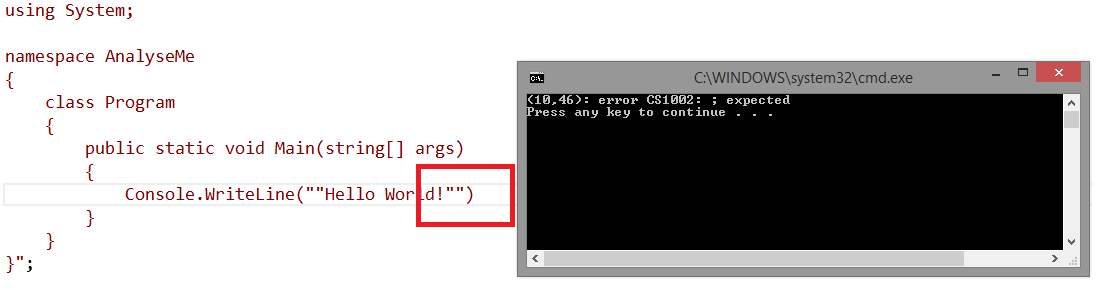 using System;
namespace AnalyseMe
{
class Program
{
public static void Main(string[] args)
{
Console.WriteLine(""Hello World!"")
}
}
}";
C:\WINDOWS\system32\cmd.exe
(10,46): error CS1002: ; expected
Press any key to continue . . .